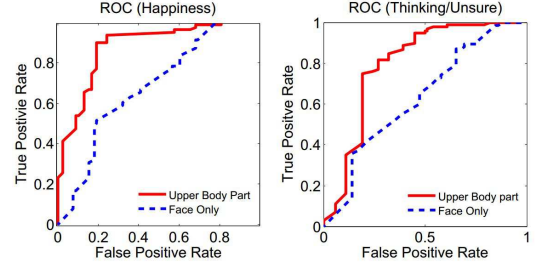 ROC (Happiness)
True Postivie Rate
1
0.8
0.6
0.4
0.2
0
Upper Body Part
Face Only
0 0.2 0.4 0.6 0.8
False Positive Rate
ROC (Thinking/Unsure)
True Postive Rate
1
0.8
0.6
0.4
0.2
0
Upper Body part
Face Only
0 0.5 1
False Positive Rate